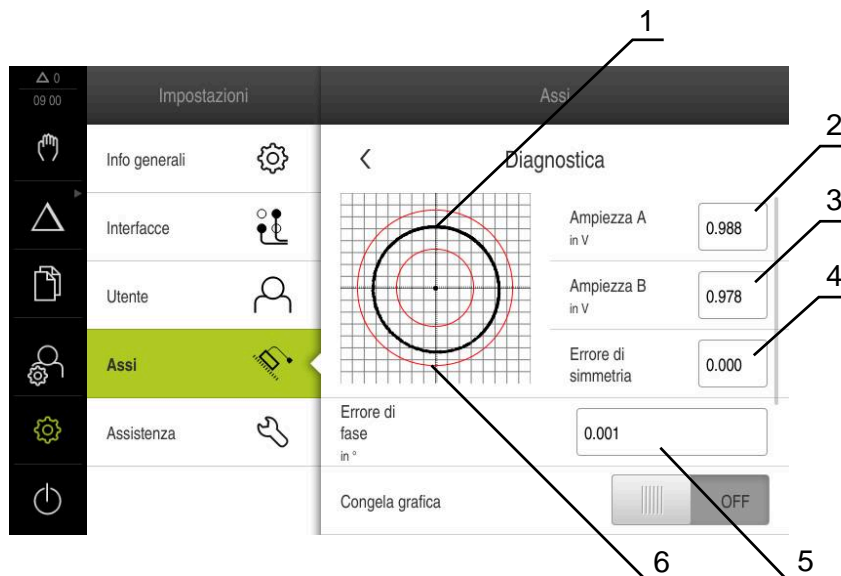 1
0
09 00
Impostazioni
Assi
Info generali
Diagnostica
2
Ampiezza A
in V
0.988
3
Interfacce
Ampiezza B
in V
0.978
4
Utente
Errore di
simmetria
0.000
Assi
Errore di
fase
in °
0.001
Assistenza
Congela grafica
OFF
6
5